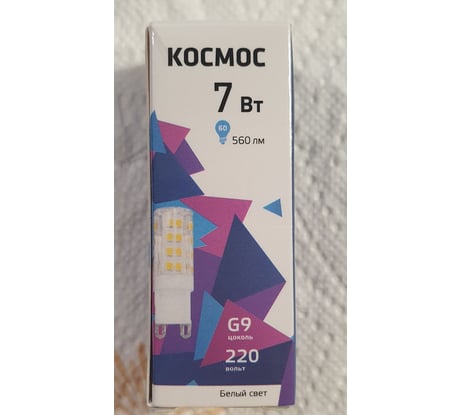 КОСМОС
7 Вт
60
560 лм
G9
цоколь
220
вольт
Белый свет